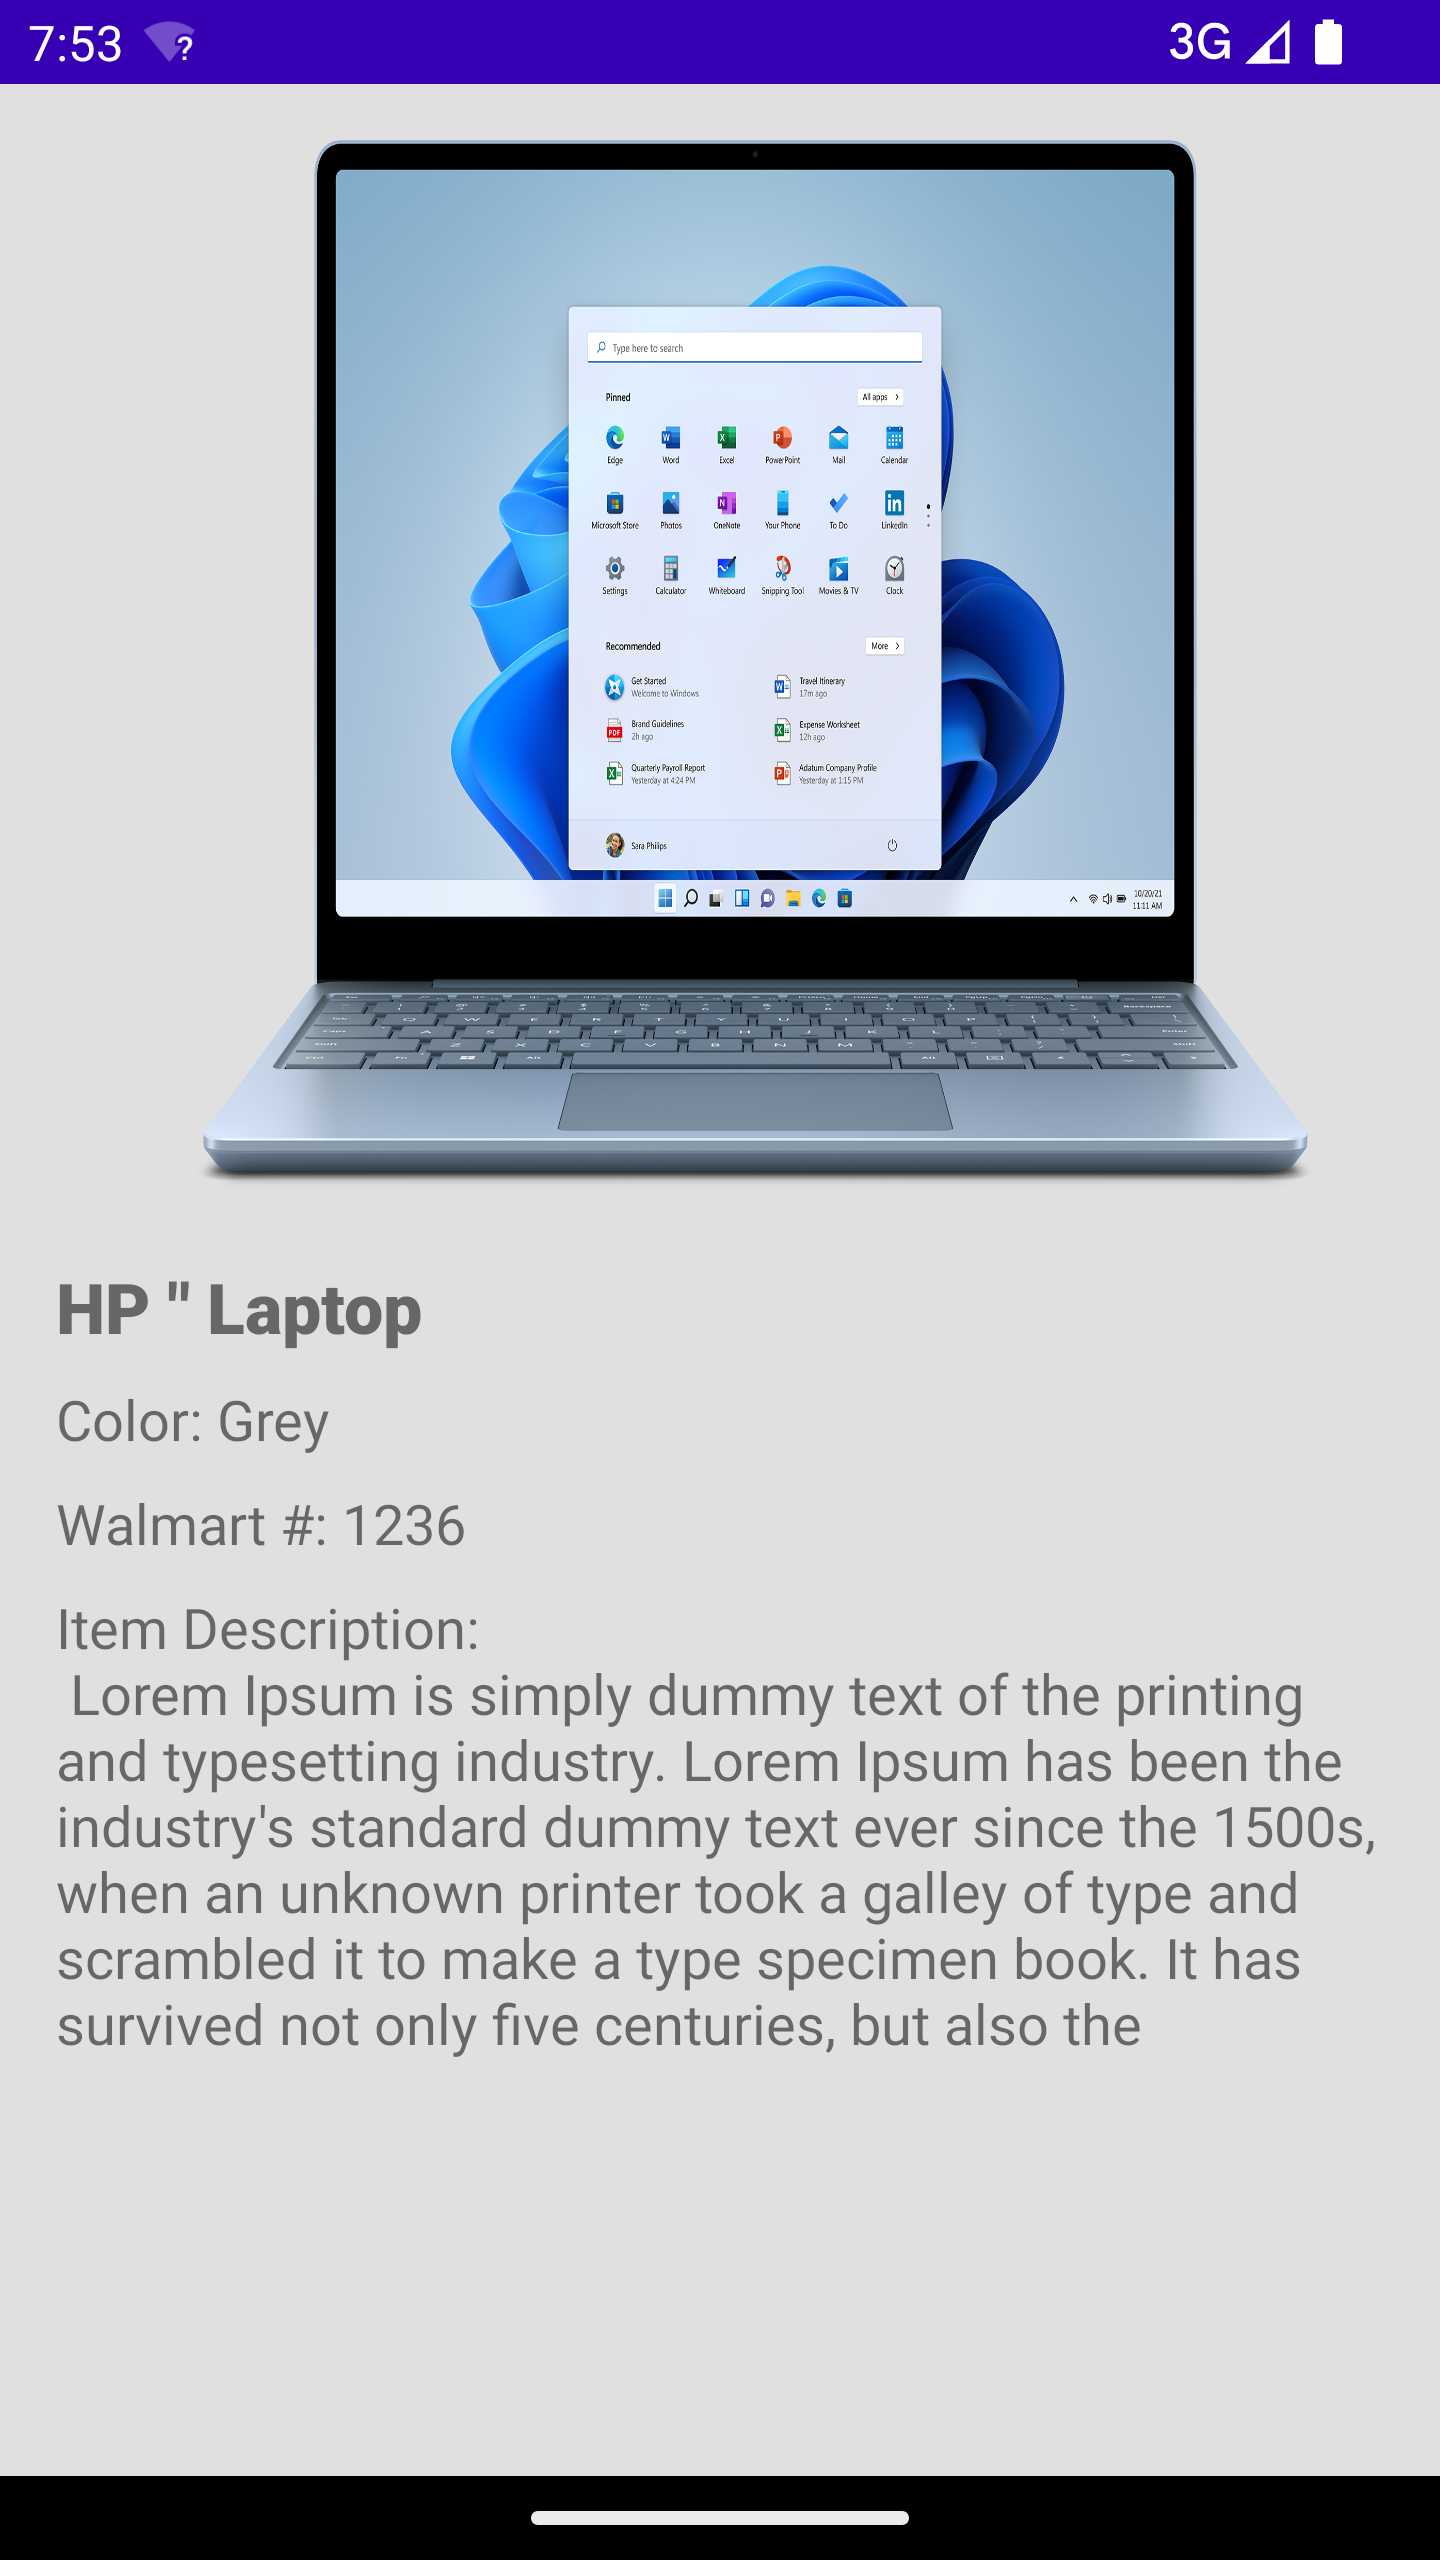 7:53
3G
Type here to search
Pinned
All apps
Edge Word Excel PowerPoint Mail Calendar
Microsoft Store Photos OneNote Your Phone To Do LinkedIn
Settings Calculator Whiteboard Snipping Tool Movies & TV Clock
Recommended
More
Get Started
Welcome to Windows
Travel Itinerary
17m ago
Brand Guidelines
2h ago
Expense Worksheet
12h ago
Quarterly Payroll Report
Yesterday at 4:24 PM
Adatum Company Profile
Yesterday at 1:15 PM
Sara Philips
10/20/21
11:11 AM
HP " Laptop
Color: Grey
Walmart #: 1236
Item Description:
Lorem Ipsum is simply dummy text of the printing
and typesetting industry. Lorem Ipsum has been the
industry's standard dummy text ever since the 1500s,
when an unknown printer took a galley of type and
scrambled it to make a type specimen book. It has
survived not only five centuries, but also the